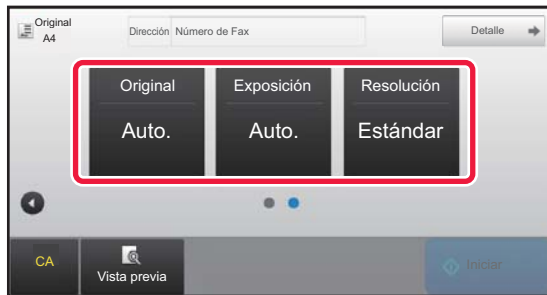 Original
A4
Dirección Número de Fax
Detalle
Original Exposición Resolución
Auto. Auto. Estándar
CA
Vista previa
Iniciar